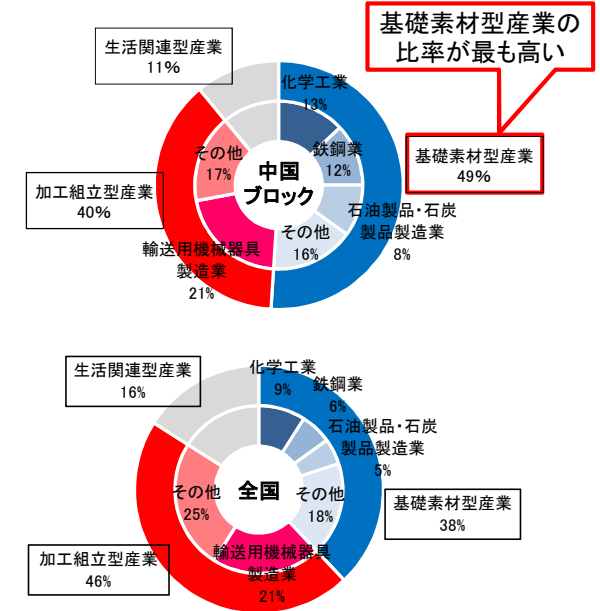 基礎素材型産業の
比率が最も高い
生活関連型産業
11%
化学工業
13%
鉄鋼業
12%
基礎素材型産業
49%
その他
17%
中国
ブロック
加工組立型産業
40%
石油製品・石炭
製品製造業
8%
その他
16%
輸送用機械器具
製造業
21%
生活関連型産業
16%
化学工業
9%
鉄鋼業
6%
石油製品・石炭
製品製造業
5%
その他
25%
全国
その他
18%
基礎素材型産業
38%
輸送用機械器具
製造業
21%
加工組立型産業
46%